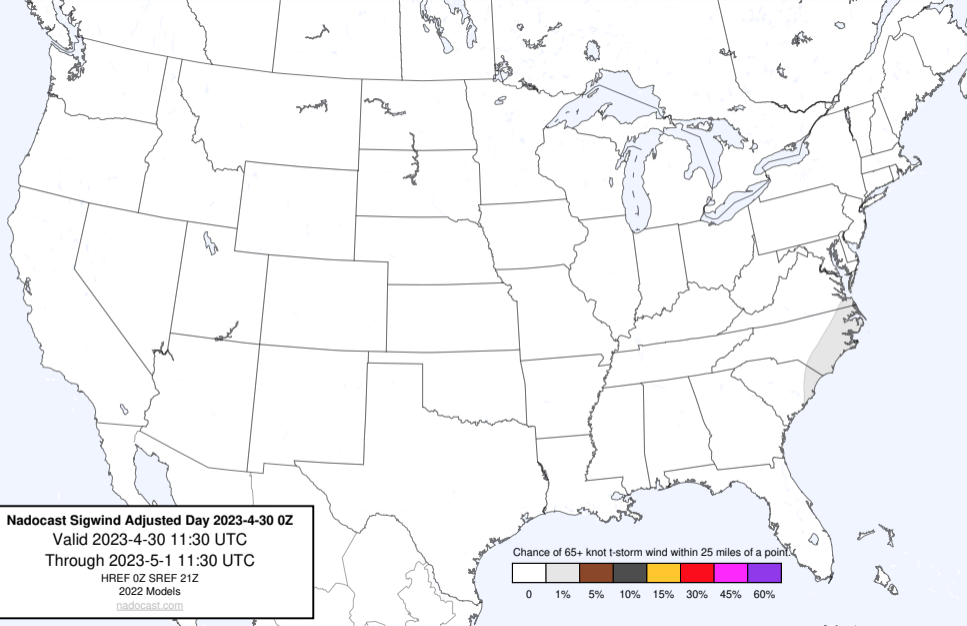 Nadocast Sigwind Adjusted Day 2023-4-30 0Z
Valid 2023-4-30 11:30 UTC
Through 2023-5-1 11:30 UTC
HREF 0Z SREF 21Z
2022 Models
nadocast.com
Chance of 65+ knot t-storm wind within 25 miles of a point.
0 1% 5% 10% 15% 30% 45% 60%